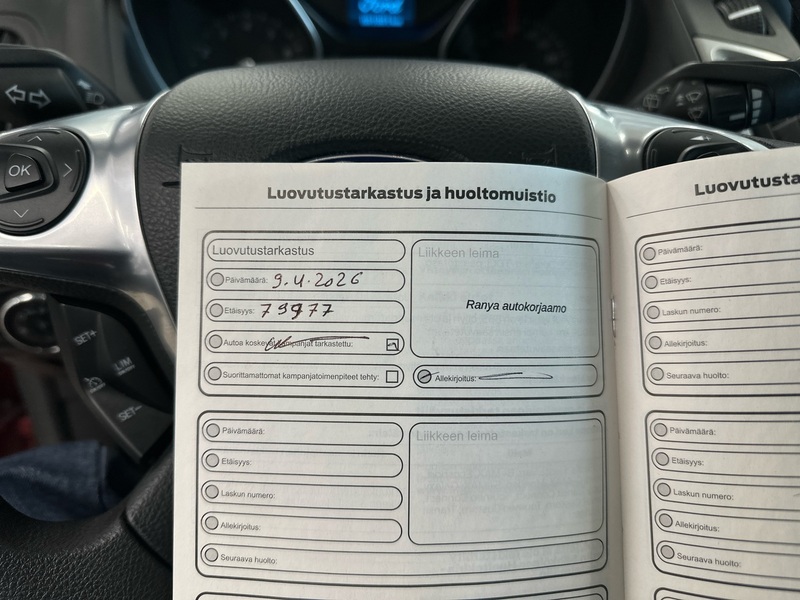 Ford
OK
SET+
LIM
SET−
Luovutustarkastus ja huoltomuistio
Luovutustarkastus
Päivämäärä: 9.4.2026
Etäisyys: 79977
Autoa koskevat kampanjat tarkastettu:
Suorittamattomat kampanjatoimenpiteet tehty:
Liikkeen leima
Ranya autokorjaamo
Allekirjoitus:
Päivämäärä:
Etäisyys:
Laskun numero:
Allekirjoitus:
Seuraava huolto:
Liikkeen leima
Luovutusta
Päivämäärä:
Etäisyys:
Laskun numero:
Allekirjoitus:
Seuraava huolto:
Päivämäärä:
Etäisyys:
Laskun numero:
Allekirjoitus:
Seuraava huolto: